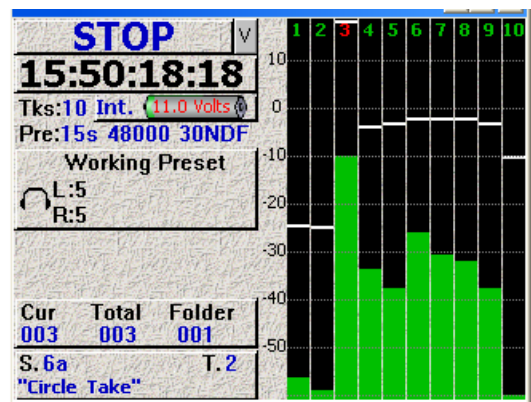 STOP V
15:50:18:18
Tks:10 Int. 11.0 Volts
Pre:15s 48000 30NDF
Working Preset
L:5
R:5
Cur Total Folder
003 003 001
S. 6a T. 2
"Circle Take"
1 2 3 4 5 6 7 8 9 10
10
0
-10
-20
-30
-40
-50